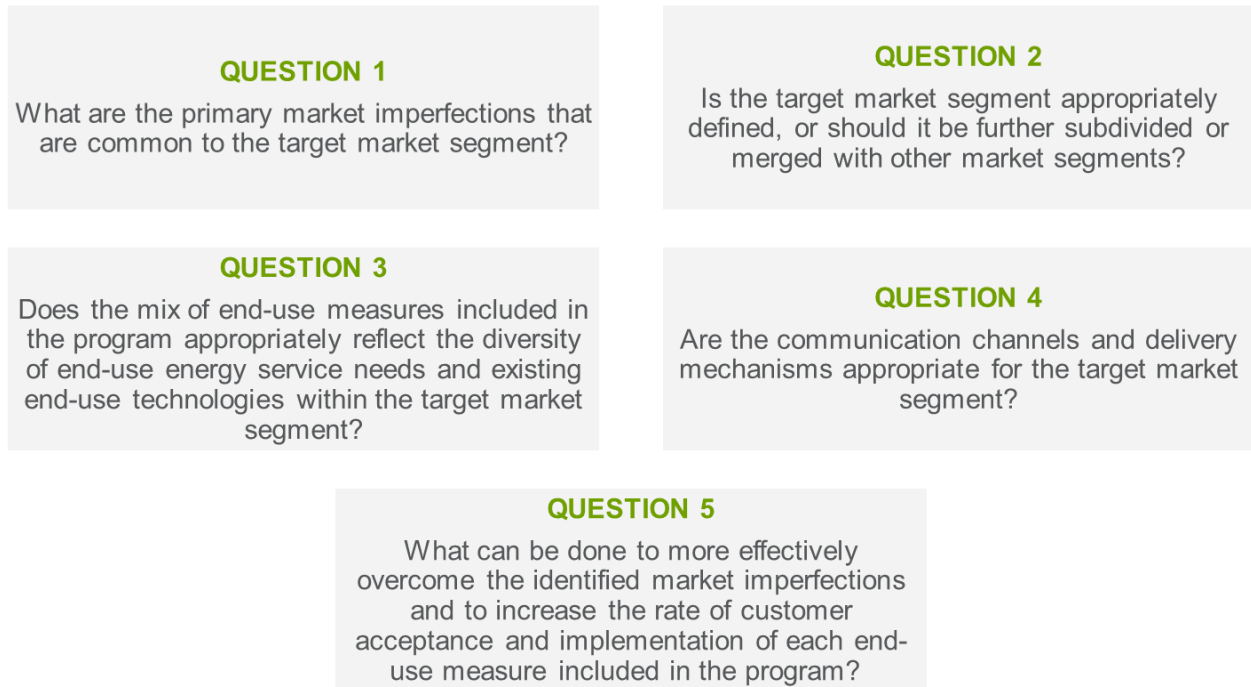 QUESTION 1
What are the primary market imperfections that
are common to the target market segment?
QUESTION 2
Is the target market segment appropriately
defined, or should it be further subdivided or
merged with other market segments?
QUESTION 3
Does the mix of end-use measures included in
the program appropriately reflect the diversity
of end-use energy service needs and existing
end-use technologies within the target market
segment?
QUESTION 4
Are the communication channels and delivery
mechanisms appropriate for the target market
segment?
QUESTION 5
What can be done to more effectively
overcome the identified market imperfections
and to increase the rate of customer
acceptance and implementation of each end-
use measure included in the program?